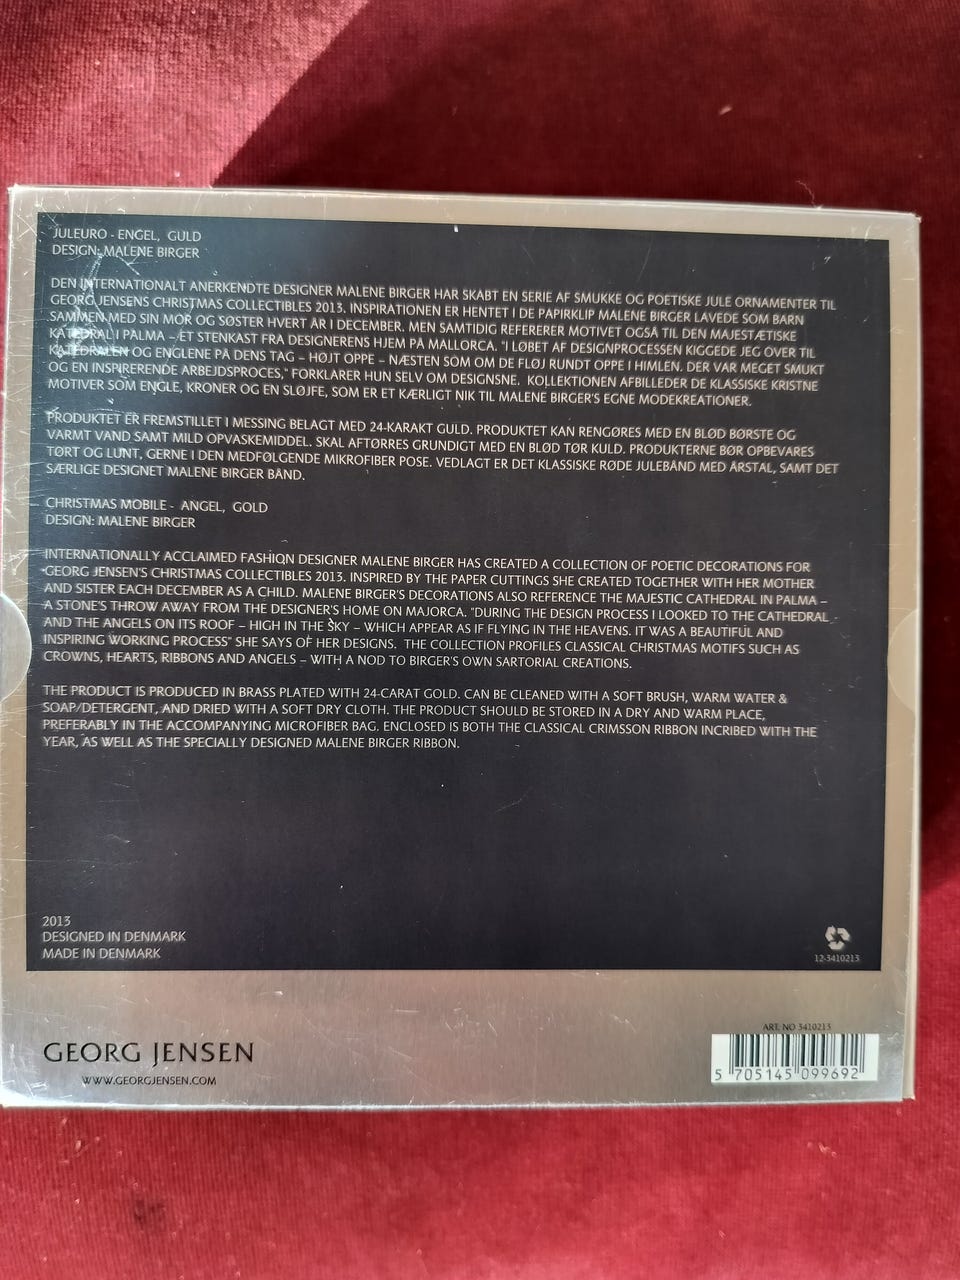 JULEURO - ENGEL, GULD
DESIGN: MALENE BIRGER
DEN INTERNATIONALT ANERKENDTE DESIGNER MALENE BIRGER HAR SKABT EN SERIE AF SMUKKE OG POETISKE JULE ORNAMENTER TIL
GEORG JENSENS CHRISTMAS COLLECTIBLES 2013. INSPIRATIONEN ER HENTET I DE PAPIRKLIP MALENE BIRGER LAVEDE SOM BARN
SAMMEN MED SIN MOR OG SØSTER HVERT ÅR I DECEMBER. MEN SAMTIDIG REFERERER MOTIVET OGSÅ TIL DEN MAJESTÆTISKE
KATEDRAL I PALMA – ET STENKAST FRA DESIGNERENS HJEM PÅ MALLORCA. "I LØBET AF DESIGNPROCESSEN KIGGEDE JEG OVER TIL
KATEDRALEN OG ENGLENE PÅ DENS TAG – HØJT OPPE – NÆSTEN SOM OM DE FLØJ RUNDT OPPE I HIMLEN. DER VAR MEGET SMUKT
OG EN INSPIRERENDE ARBEJDSPROCES," FORKLARER HUN SELV OM DESIGNSNE. KOLLEKTIONEN AFBILLEDER DE KLASSISKE KRISTNE
MOTIVER SOM ENGLE, KRONER OG EN SLØJFE, SOM ER ET KÆRLIGT NIK TIL MALENE BIRGER'S EGNE MODEKREATIONER.
PRODUKTET ER FREMSTILLET I MESSING BELAGT MED 24-KARAKT GULD. PRODUKTET KAN RENGØRES MED EN BLØD BØRSTE OG
VARMT VAND SAMT MILD OPVASKEMIDDEL. SKAL AFTØRRES GRUNDIGT MED EN BLØD TØR KULD. PRODUKTERNE BØR OPBEVARES
TØRT OG LUNT, GERNE I DEN MEDFØLGENDE MIKROFIBER POSE. VEDLAGT ER DET KLASSISKE RØDE JULEBÅND MED ÅRSTAL, SAMT DET
SÆRLIGE DESIGNET MALENE BIRGER BÅND.
CHRISTMAS MOBILE - ANGEL, GOLD
DESIGN: MALENE BIRGER
INTERNATIONALLY ACCLAIMED FASHION DESIGNER MALENE BIRGER HAS CREATED A COLLECTION OF POETIC DECORATIONS FOR
GEORG JENSEN'S CHRISTMAS COLLECTIBLES 2013. INSPIRED BY THE PAPER CUTTINGS SHE CREATED TOGETHER WITH HER MOTHER
AND SISTER EACH DECEMBER AS A CHILD. MALENE BIRGER'S DECORATIONS ALSO REFERENCE THE MAJESTIC CATHEDRAL IN PALMA –
A STONE'S THROW AWAY FROM THE DESIGNER'S HOME ON MAJORCA. "DURING THE DESIGN PROCESS I LOOKED TO THE CATHEDRAL
AND THE ANGELS ON ITS ROOF – HIGH IN THE SKY – WHICH APPEAR AS IF FLYING IN THE HEAVENS. IT WAS A BEAUTIFUL AND
INSPIRING WORKING PROCESS" SHE SAYS OF HER DESIGNS. THE COLLECTION PROFILES CLASSICAL CHRISTMAS MOTIFS SUCH AS
CROWNS, HEARTS, RIBBONS AND ANGELS – WITH A NOD TO BIRGER'S OWN SARTORIAL CREATIONS.
THE PRODUCT IS PRODUCED IN BRASS PLATED WITH 24-CARAT GOLD. CAN BE CLEANED WITH A SOFT BRUSH, WARM WATER &
SOAP/DETERGENT, AND DRIED WITH A SOFT DRY CLOTH. THE PRODUCT SHOULD BE STORED IN A DRY AND WARM PLACE,
PREFERABLY IN THE ACCOMPANYING MICROFIBER BAG. ENCLOSED IS BOTH THE CLASSICAL CRIMSSON RIBBON INCRIBED WITH THE
YEAR, AS WELL AS THE SPECIALLY DESIGNED MALENE BIRGER RIBBON.
2013
DESIGNED IN DENMARK
MADE IN DENMARK
12-3410213
ART. NO 3410213
GEORG JENSEN
WWW.GEORGJENSEN.COM
5 705145 099692